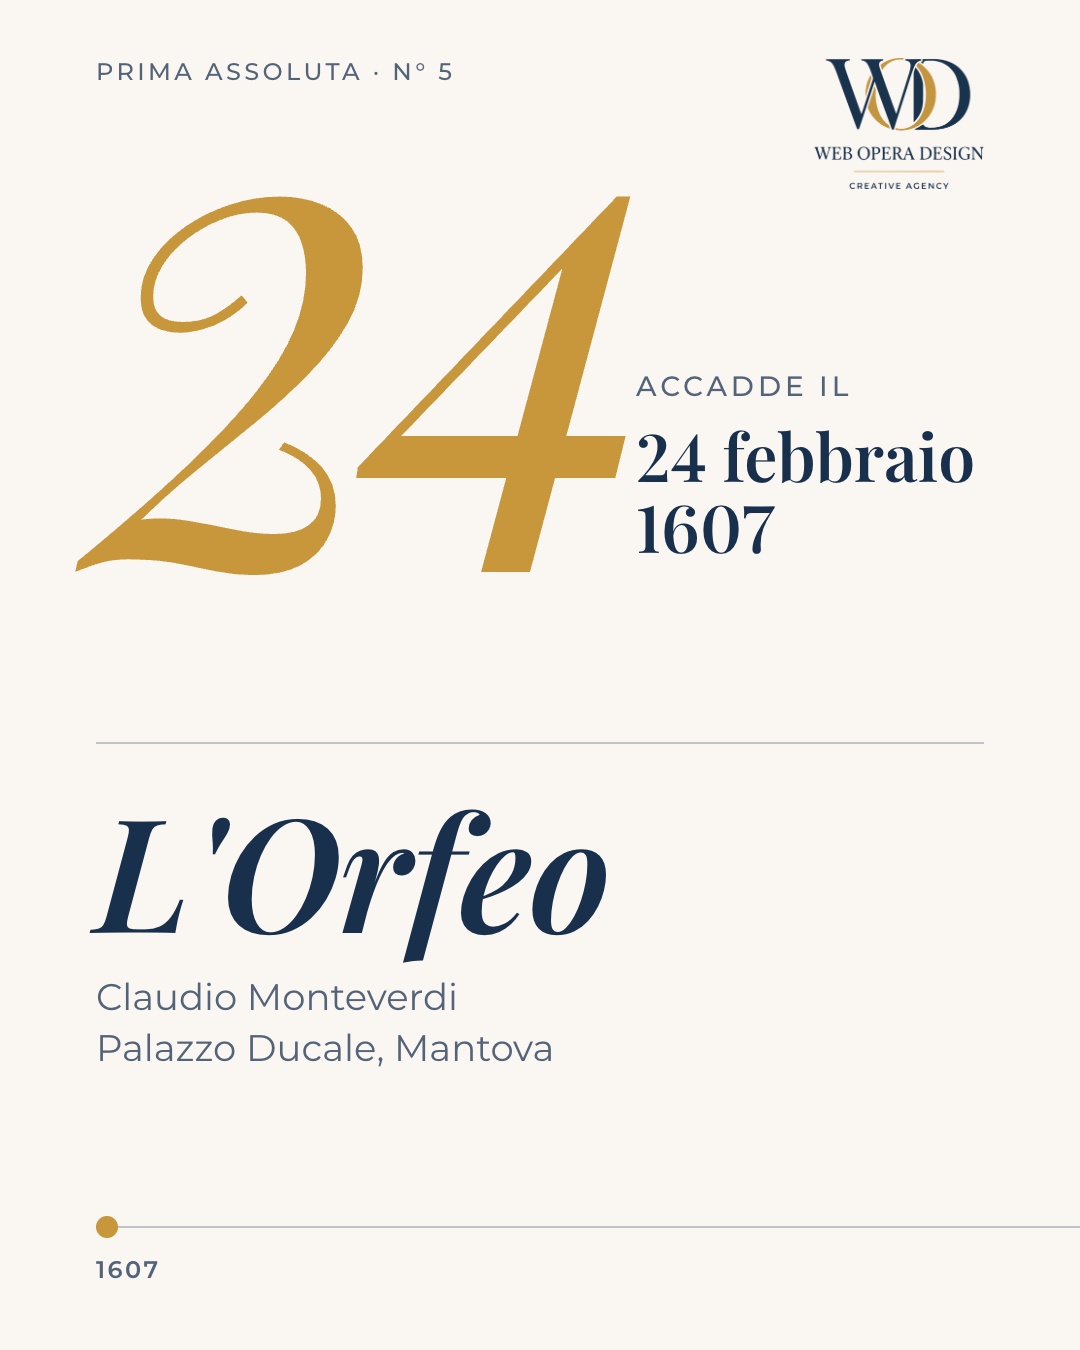 PRIMA ASSOLUTA · N° 5
WOD
WEB OPERA DESIGN
CREATIVE AGENCY
24
ACCADDE IL
24 febbraio
1607
L'Orfeo
Claudio Monteverdi
Palazzo Ducale, Mantova
1607